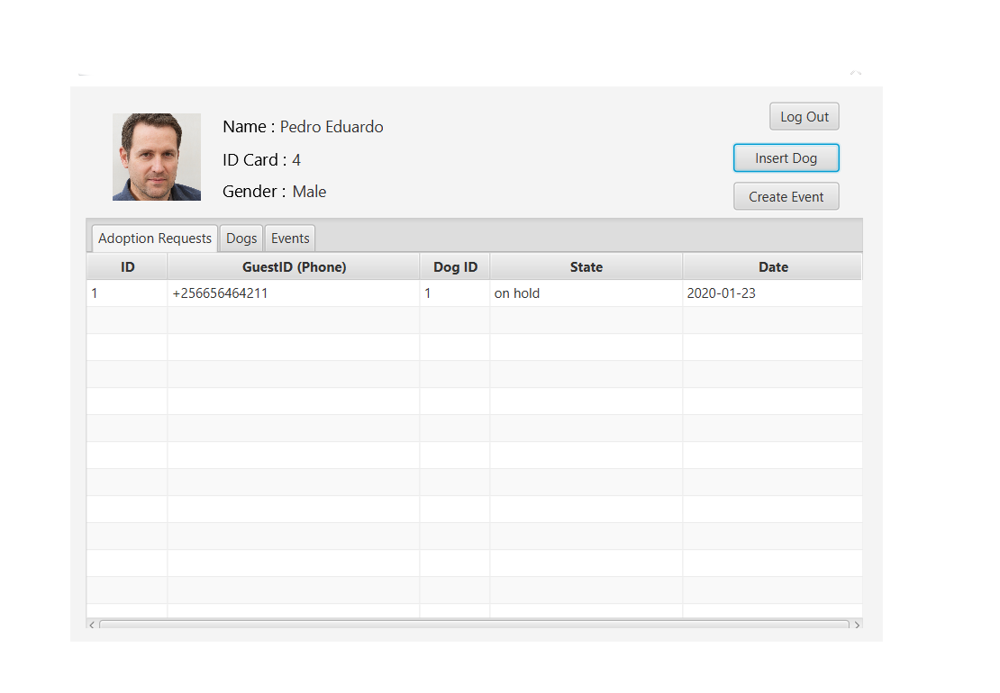 Name : Pedro Eduardo
Log Out
ID Card : 4
Insert Dog
Gender : Male
Create Event
Adoption Requests Dogs Events
ID GuestID (Phone) Dog ID State Date
1 +256656464211 1 on hold 2020-01-23